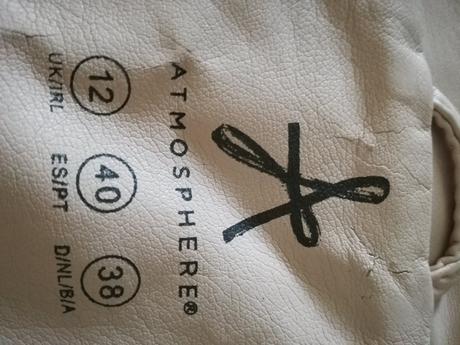 ATMOSPHERE®
12 40 38
UK/IRL ES/PT D/NL/B/A